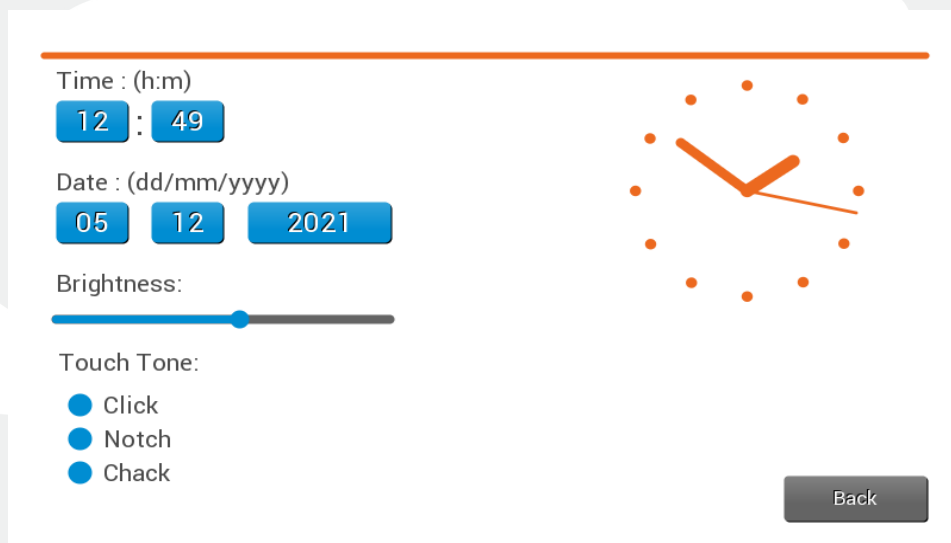 Time : (h:m)
12 : 49
Date : (dd/mm/yyyy)
05 12 2021
Brightness:
Touch Tone:
Click
Notch
Chack
Back